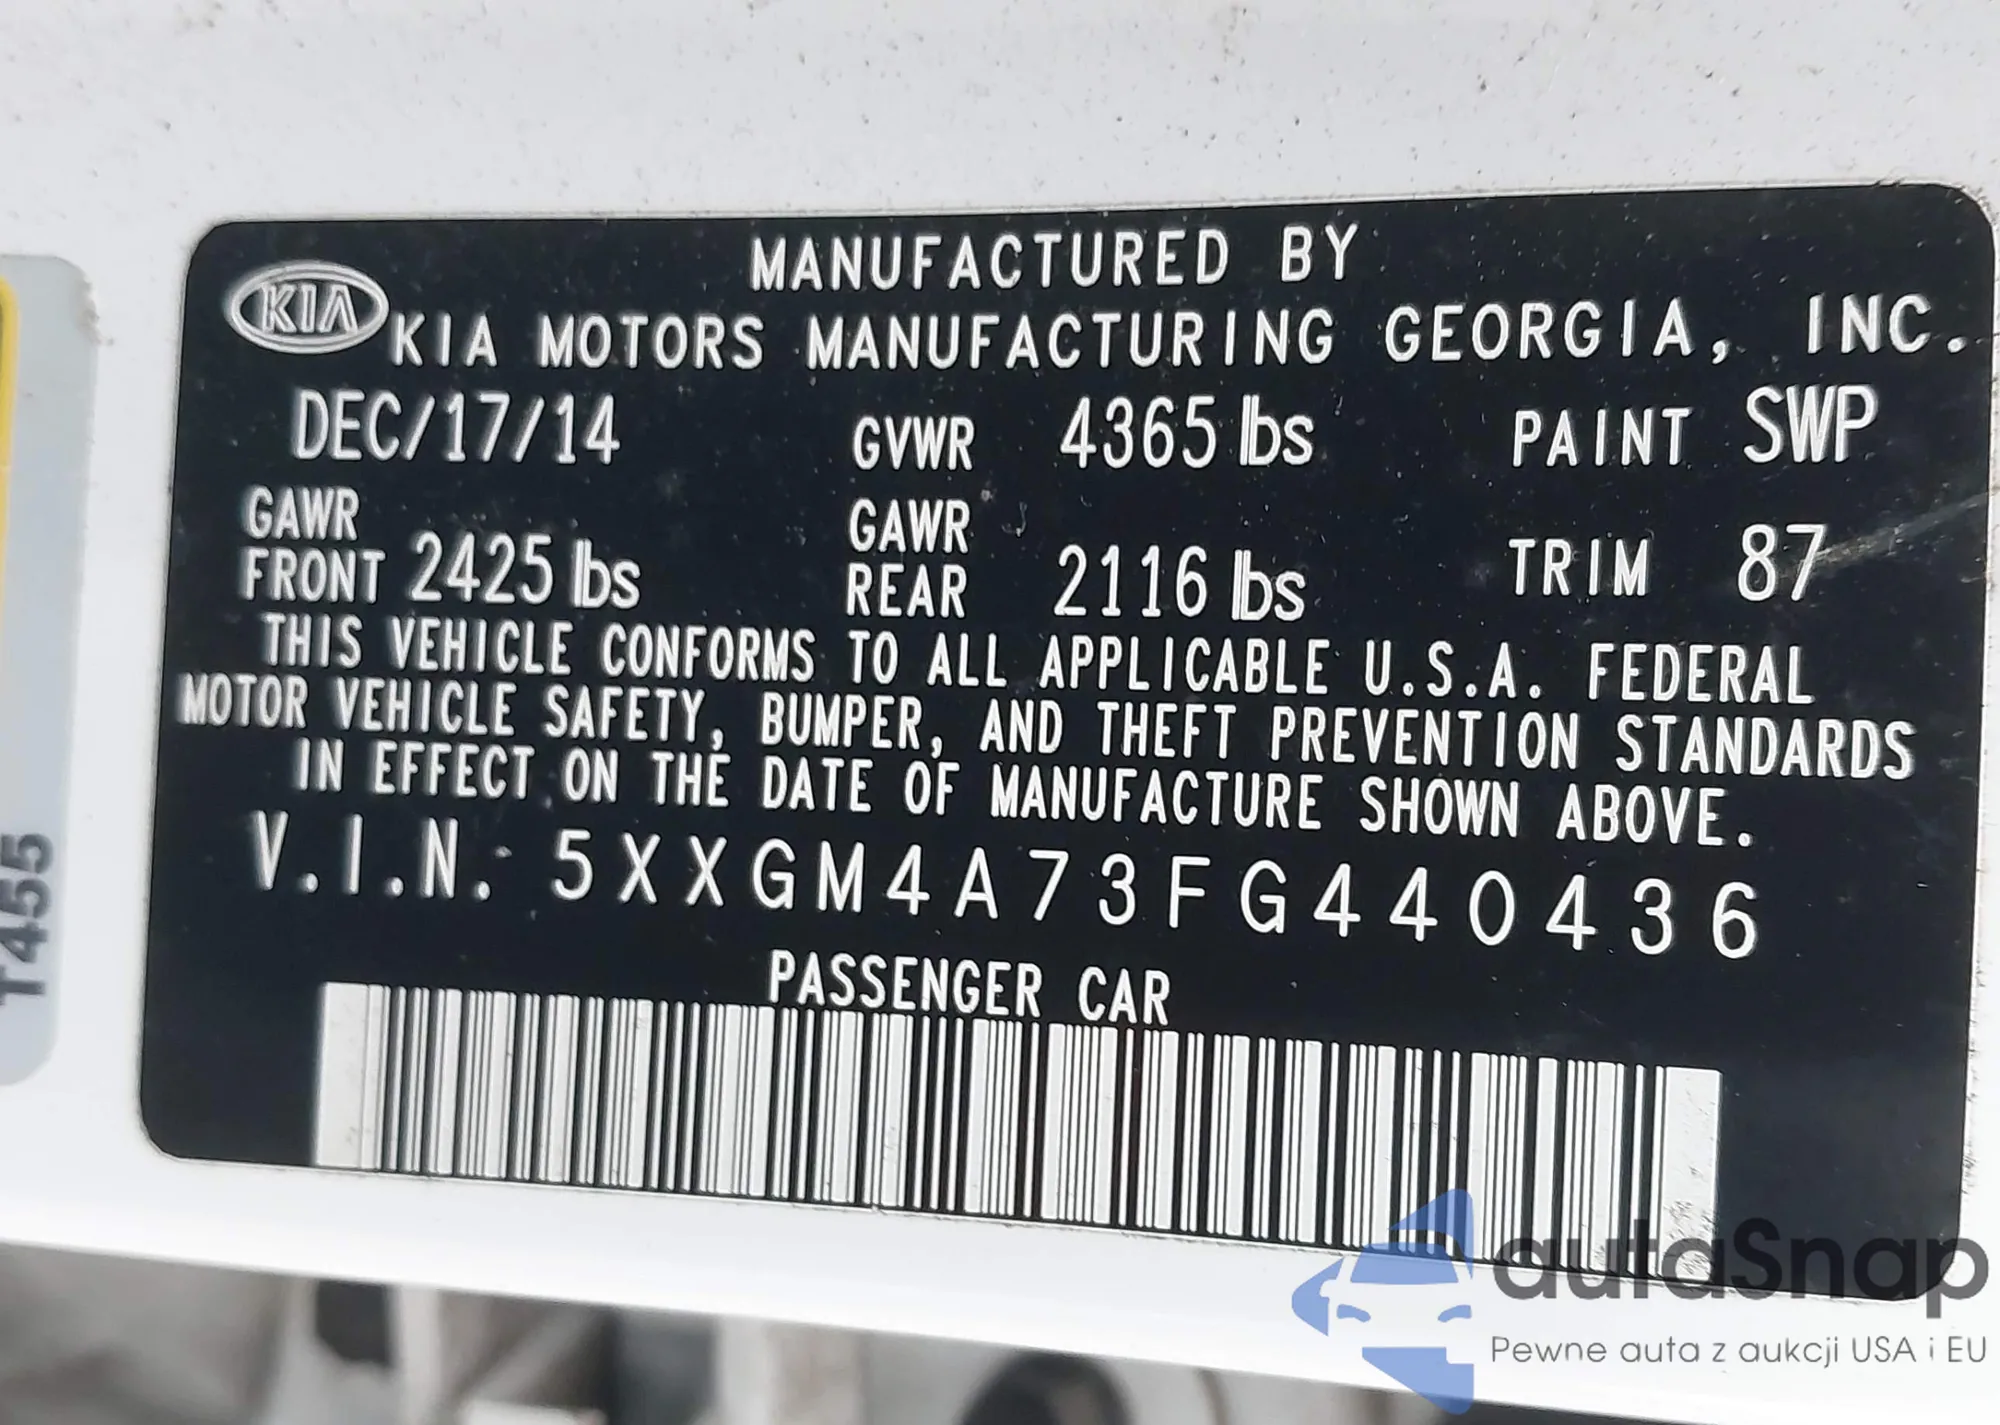 MANUFACTURED BY
KIA
KIA MOTORS MANUFACTURING GEORGIA, INC.
DEC/17/14 GVWR 4365 lbs PAINT SWP
GAWR FRONT 2425 lbs GAWR REAR 2116 lbs TRIM 87
THIS VEHICLE CONFORMS TO ALL APPLICABLE U.S.A. FEDERAL
MOTOR VEHICLE SAFETY, BUMPER, AND THEFT PREVENTION STANDARDS
IN EFFECT ON THE DATE OF MANUFACTURE SHOWN ABOVE.
V.I.N.: 5XXGM4A73FG440436
PASSENGER CAR
T455
autaSnap
Pewne auta z aukcji USA i EU